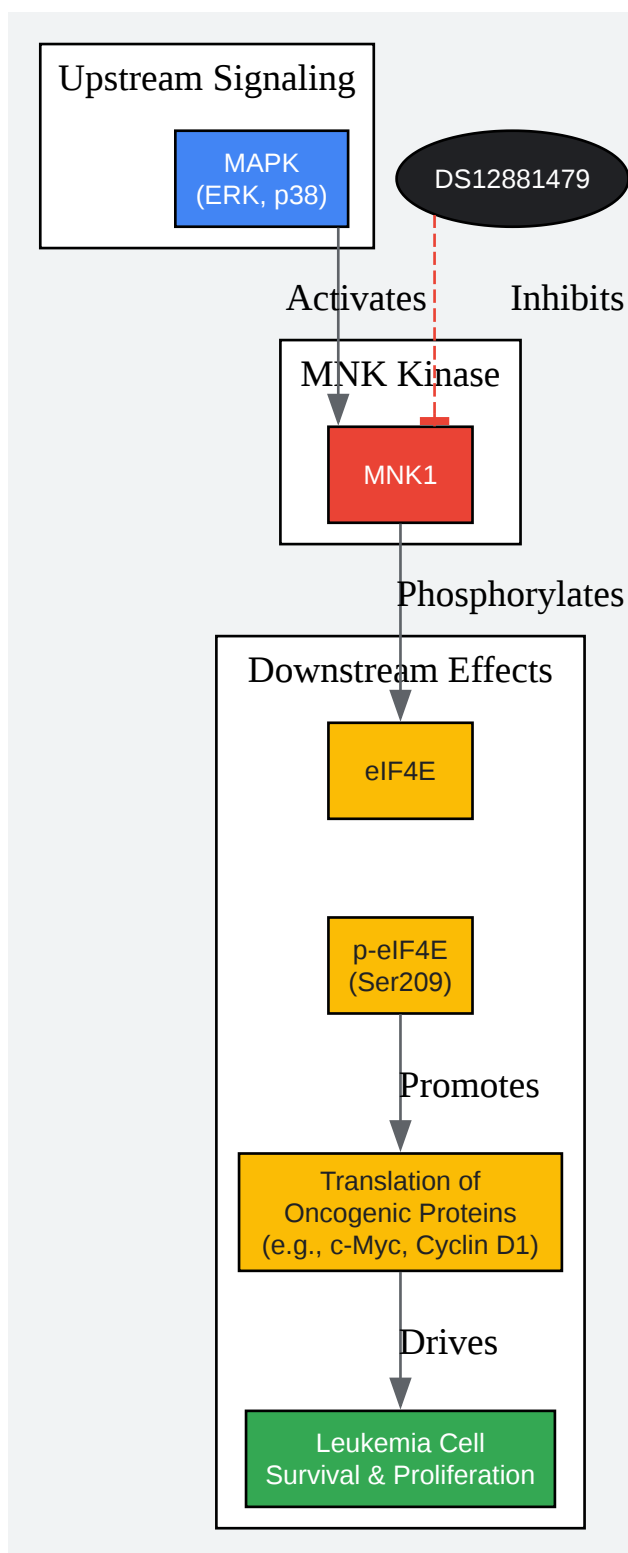 Upstream Signaling
MAPK
(ERK, p38)
DS12881479
Activates
Inhibits
MNK Kinase
MNK1
Phosphorylates
Downstream Effects
eIF4E
p-eIF4E
(Ser209)
Promotes
Translation of
Oncogenic Proteins
(e.g., c-Myc, Cyclin D1)
Drives
Leukemia Cell
Survival & Proliferation